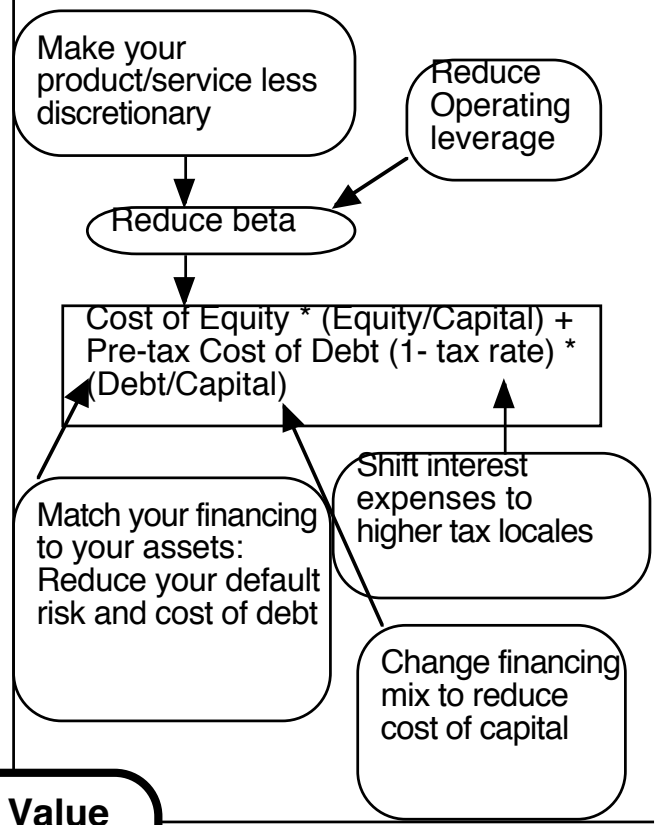 Make your
product/service less
discretionary
Reduce
Operating
leverage
Reduce beta
Cost of Equity * (Equity/Capital) +
Pre-tax Cost of Debt (1- tax rate) *
(Debt/Capital)
Shift interest
expenses to
higher tax locales
Match your financing
to your assets:
Reduce your default
risk and cost of debt
Change financing
mix to reduce
cost of capital
Value